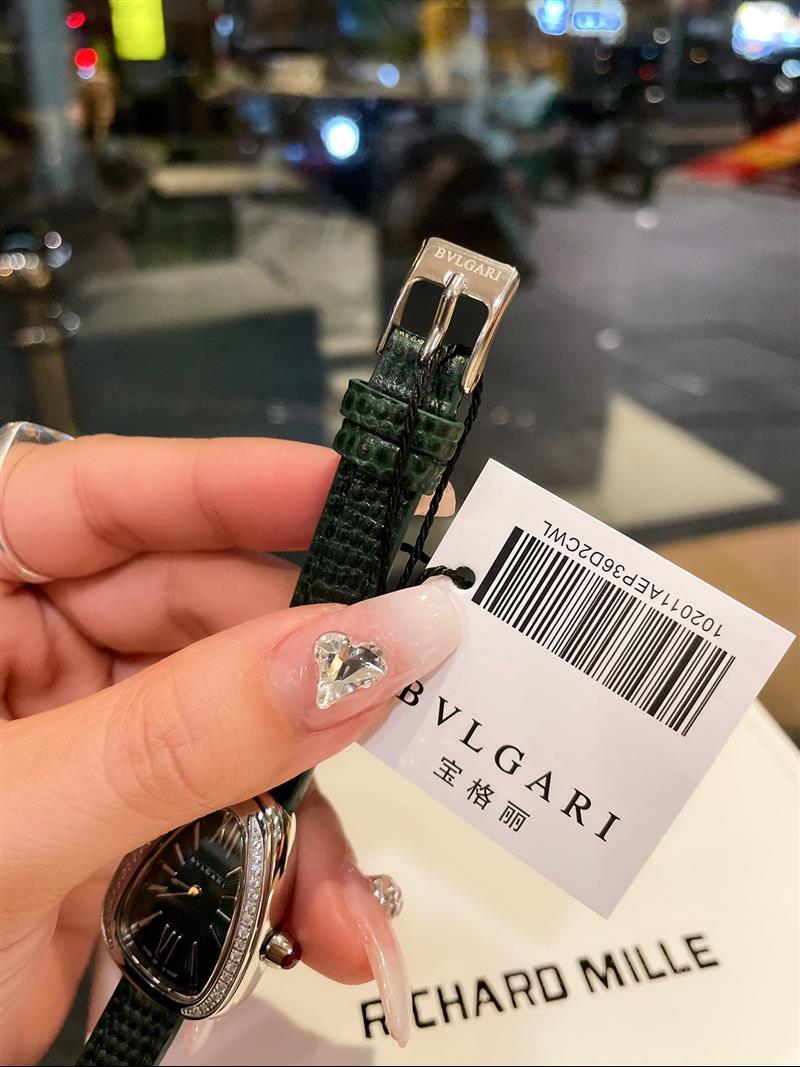 BVLGARI
102011AEP36D2CWL
BVLGARI
宝格丽
BVLGARI
RICHARD MILLE